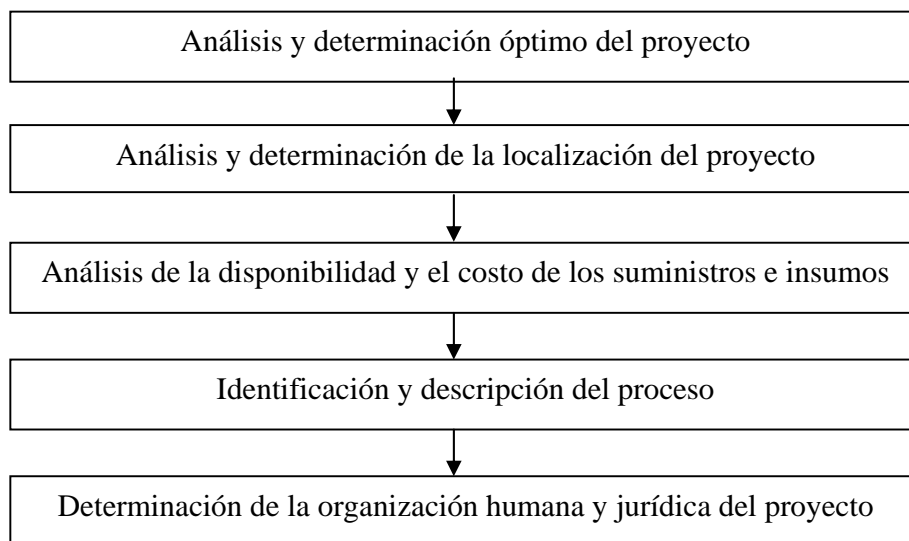 Análisis y determinación óptimo del proyecto
Análisis y determinación de la localización del proyecto
Análisis de la disponibilidad y el costo de los suministros e insumos
Identificación y descripción del proceso
Determinación de la organización humana y jurídica del proyecto